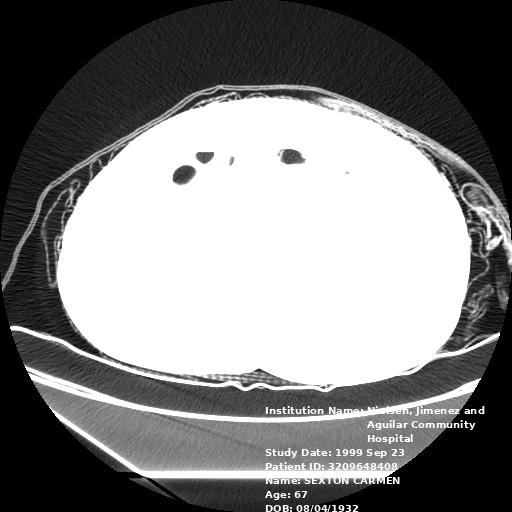 Institution Name: Nielsen, Jimenez and
Aguilar Community
Hospital
Study Date: 1999 Sep 23
Patient ID: 3209648408
Name: SEXTON CARMEN
Age: 67
DOB: 08/04/1932